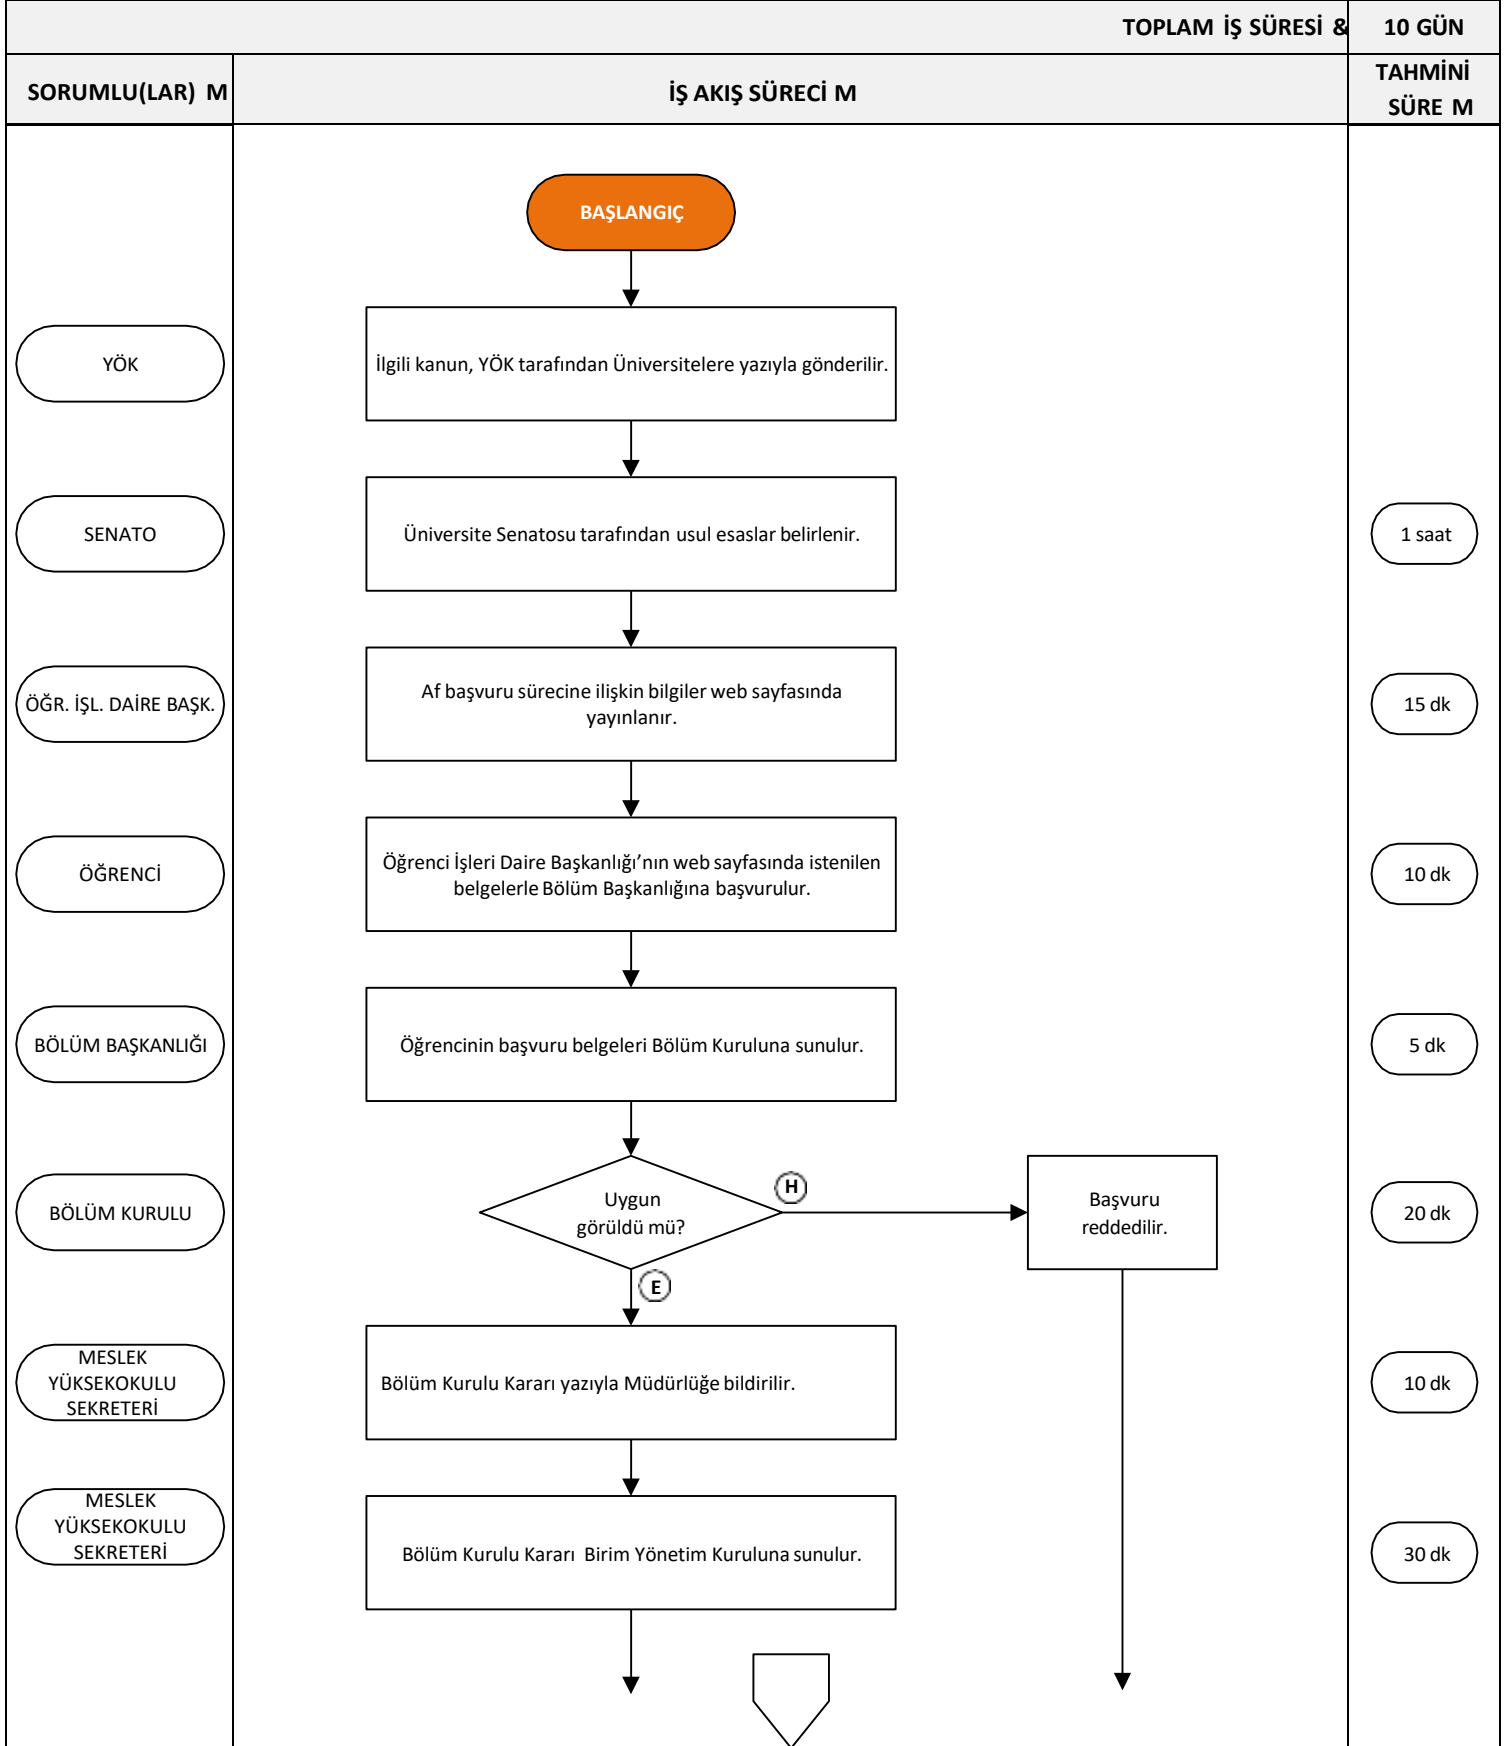 TOPLAM İŞ SÜRESİ &
10 GÜN
SORUMLU(LAR) M
İŞ AKIŞ SÜRECİ M
TAHMİNİ
SÜRE M
BAŞLANGIÇ
YÖK
İlgili kanun, YÖK tarafından Üniversitelere yazıyla gönderilir.
SENATO
Üniversite Senatosu tarafından usul esaslar belirlenir.
1 saat
ÖĞR. İŞL. DAİRE BAŞK.
Af başvuru sürecine ilişkin bilgiler web sayfasında
yayınlanır.
15 dk
ÖĞRENCİ
Öğrenci İşleri Daire Başkanlığı’nın web sayfasında istenilen
belgelerle Bölüm Başkanlığına başvurulur.
10 dk
BÖLÜM BAŞKANLIĞI
Öğrencinin başvuru belgeleri Bölüm Kuruluna sunulur.
5 dk
BÖLÜM KURULU
Uygun
görüldü mü?
H
Başvuru
reddedilir.
20 dk
E
MESLEK
YÜKSEKOKULU
SEKRETERİ
Bölüm Kurulu Kararı yazıyla Müdürlüğe bildirilir.
10 dk
MESLEK
YÜKSEKOKULU
SEKRETERİ
Bölüm Kurulu Kararı Birim Yönetim Kuruluna sunulur.
30 dk